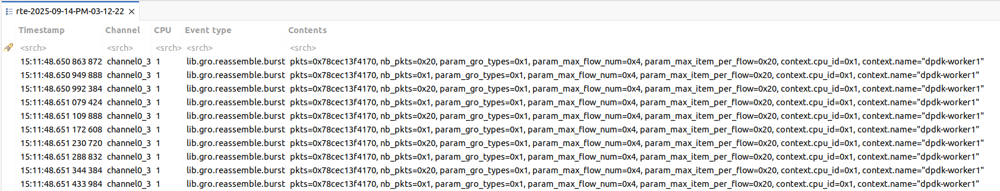 rte-2025-09-14-PM-03-12-22
Timestamp Channel CPU Event type Contents
<srch> <srch> <srch> <srch> <srch>
15:11:48.650 863 872 channel0_3 1 lib.gro.reassemble.burst pkts=0x78cec13f4170, nb_pkts=0x20, param_gro_types=0x1, param_max_flow_num=0x4, param_max_item_per_flow=0x20, context.cpu_id=0x1, context.name="dpdk-worker1"
15:11:48.650 949 888 channel0_3 1 lib.gro.reassemble.burst pkts=0x78cec13f4170, nb_pkts=0x1, param_gro_types=0x1, param_max_flow_num=0x4, param_max_item_per_flow=0x20, context.cpu_id=0x1, context.name="dpdk-worker1"
15:11:48.650 992 384 channel0_3 1 lib.gro.reassemble.burst pkts=0x78cec13f4170, nb_pkts=0x20, param_gro_types=0x1, param_max_flow_num=0x4, param_max_item_per_flow=0x20, context.cpu_id=0x1, context.name="dpdk-worker1"
15:11:48.651 079 424 channel0_3 1 lib.gro.reassemble.burst pkts=0x78cec13f4170, nb_pkts=0x1, param_gro_types=0x1, param_max_flow_num=0x4, param_max_item_per_flow=0x20, context.cpu_id=0x1, context.name="dpdk-worker1"
15:11:48.651 109 888 channel0_3 1 lib.gro.reassemble.burst pkts=0x78cec13f4170, nb_pkts=0x20, param_gro_types=0x1, param_max_flow_num=0x4, param_max_item_per_flow=0x20, context.cpu_id=0x1, context.name="dpdk-worker1"
15:11:48.651 172 608 channel0_3 1 lib.gro.reassemble.burst pkts=0x78cec13f4170, nb_pkts=0x1, param_gro_types=0x1, param_max_flow_num=0x4, param_max_item_per_flow=0x20, context.cpu_id=0x1, context.name="dpdk-worker1"
15:11:48.651 230 720 channel0_3 1 lib.gro.reassemble.burst pkts=0x78cec13f4170, nb_pkts=0x20, param_gro_types=0x1, param_max_flow_num=0x4, param_max_item_per_flow=0x20, context.cpu_id=0x1, context.name="dpdk-worker1"
15:11:48.651 288 832 channel0_3 1 lib.gro.reassemble.burst pkts=0x78cec13f4170, nb_pkts=0x1, param_gro_types=0x1, param_max_flow_num=0x4, param_max_item_per_flow=0x20, context.cpu_id=0x1, context.name="dpdk-worker1"
15:11:48.651 344 384 channel0_3 1 lib.gro.reassemble.burst pkts=0x78cec13f4170, nb_pkts=0x20, param_gro_types=0x1, param_max_flow_num=0x4, param_max_item_per_flow=0x20, context.cpu_id=0x1, context.name="dpdk-worker1"
15:11:48.651 433 984 channel0_3 1 lib.gro.reassemble.burst pkts=0x78cec13f4170, nb_pkts=0x1, param_gro_types=0x1, param_max_flow_num=0x4, param_max_item_per_flow=0x20, context.cpu_id=0x1, context.name="dpdk-worker1"